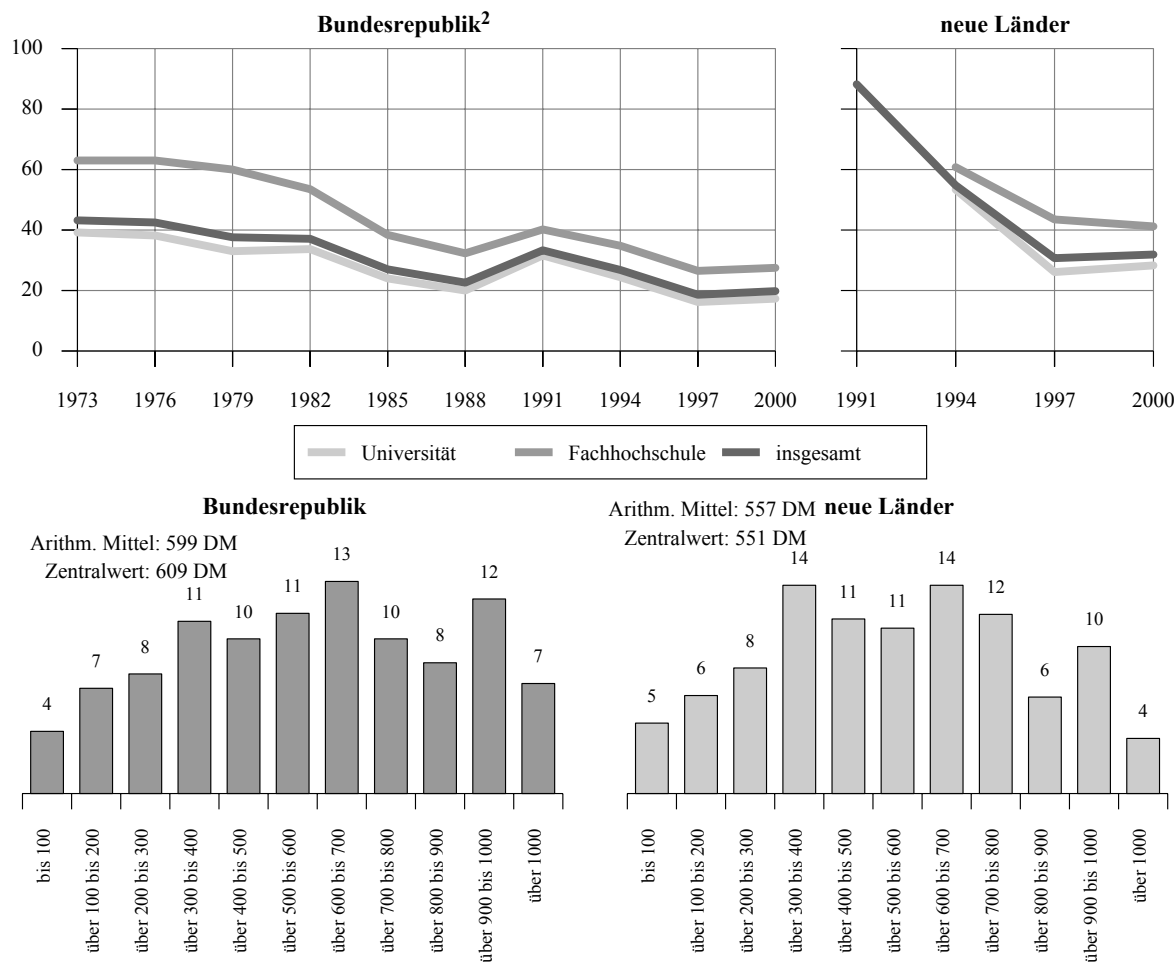 Bundesrepublik2 neue Länder
100
80
60
40
20
0
1973 1976 1979 1982 1985 1988 1991 1994 1997 2000 1991 1994 1997 2000
Universität Fachhochschule insgesamt
Bundesrepublik
Arithm. Mittel: 599 DM
Zentralwert: 609 DM
4 7 8 11 10 11 13 10 8 12 7
bis 100
über 100 bis 200
über 200 bis 300
über 300 bis 400
über 400 bis 500
über 500 bis 600
über 600 bis 700
über 700 bis 800
über 800 bis 900
über 900 bis 1000
über 1000
Arithm. Mittel: 557 DM neue Länder
Zentralwert: 551 DM
5 6 8 14 11 11 14 12 6 10 4
bis 100
über 100 bis 200
über 200 bis 300
über 300 bis 400
über 400 bis 500
über 500 bis 600
über 600 bis 700
über 700 bis 800
über 800 bis 900
über 900 bis 1000
über 1000